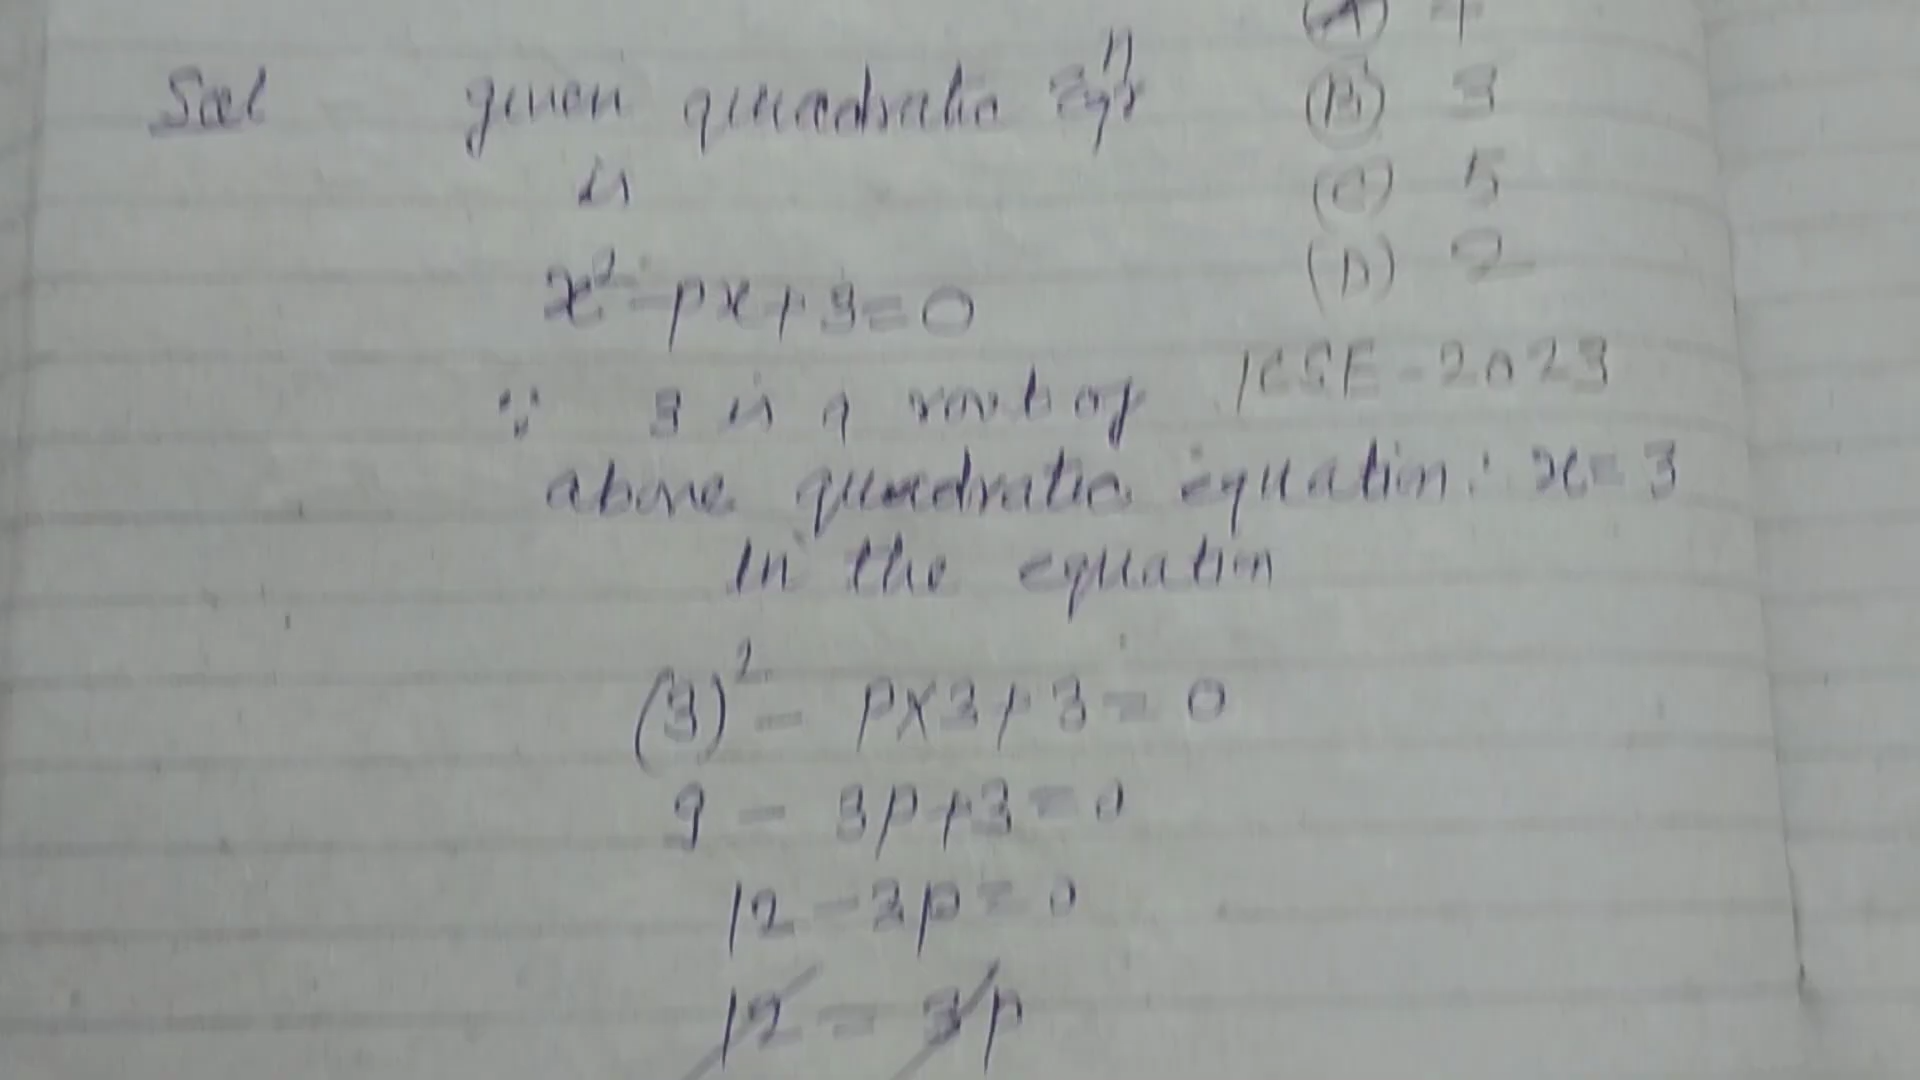 (A) 4
Sol given quadratic eqn
(B) 3
is
(C) 5
x² - px + 3 = 0
(D) 2
ICSE - 2023
∵ 3 is a root of
above quadratic equation: x = 3
in the equation
(3)² - p×3+3 = 0
9 - 3p+3 = 0
12 - 3p = 0
12 = 3p